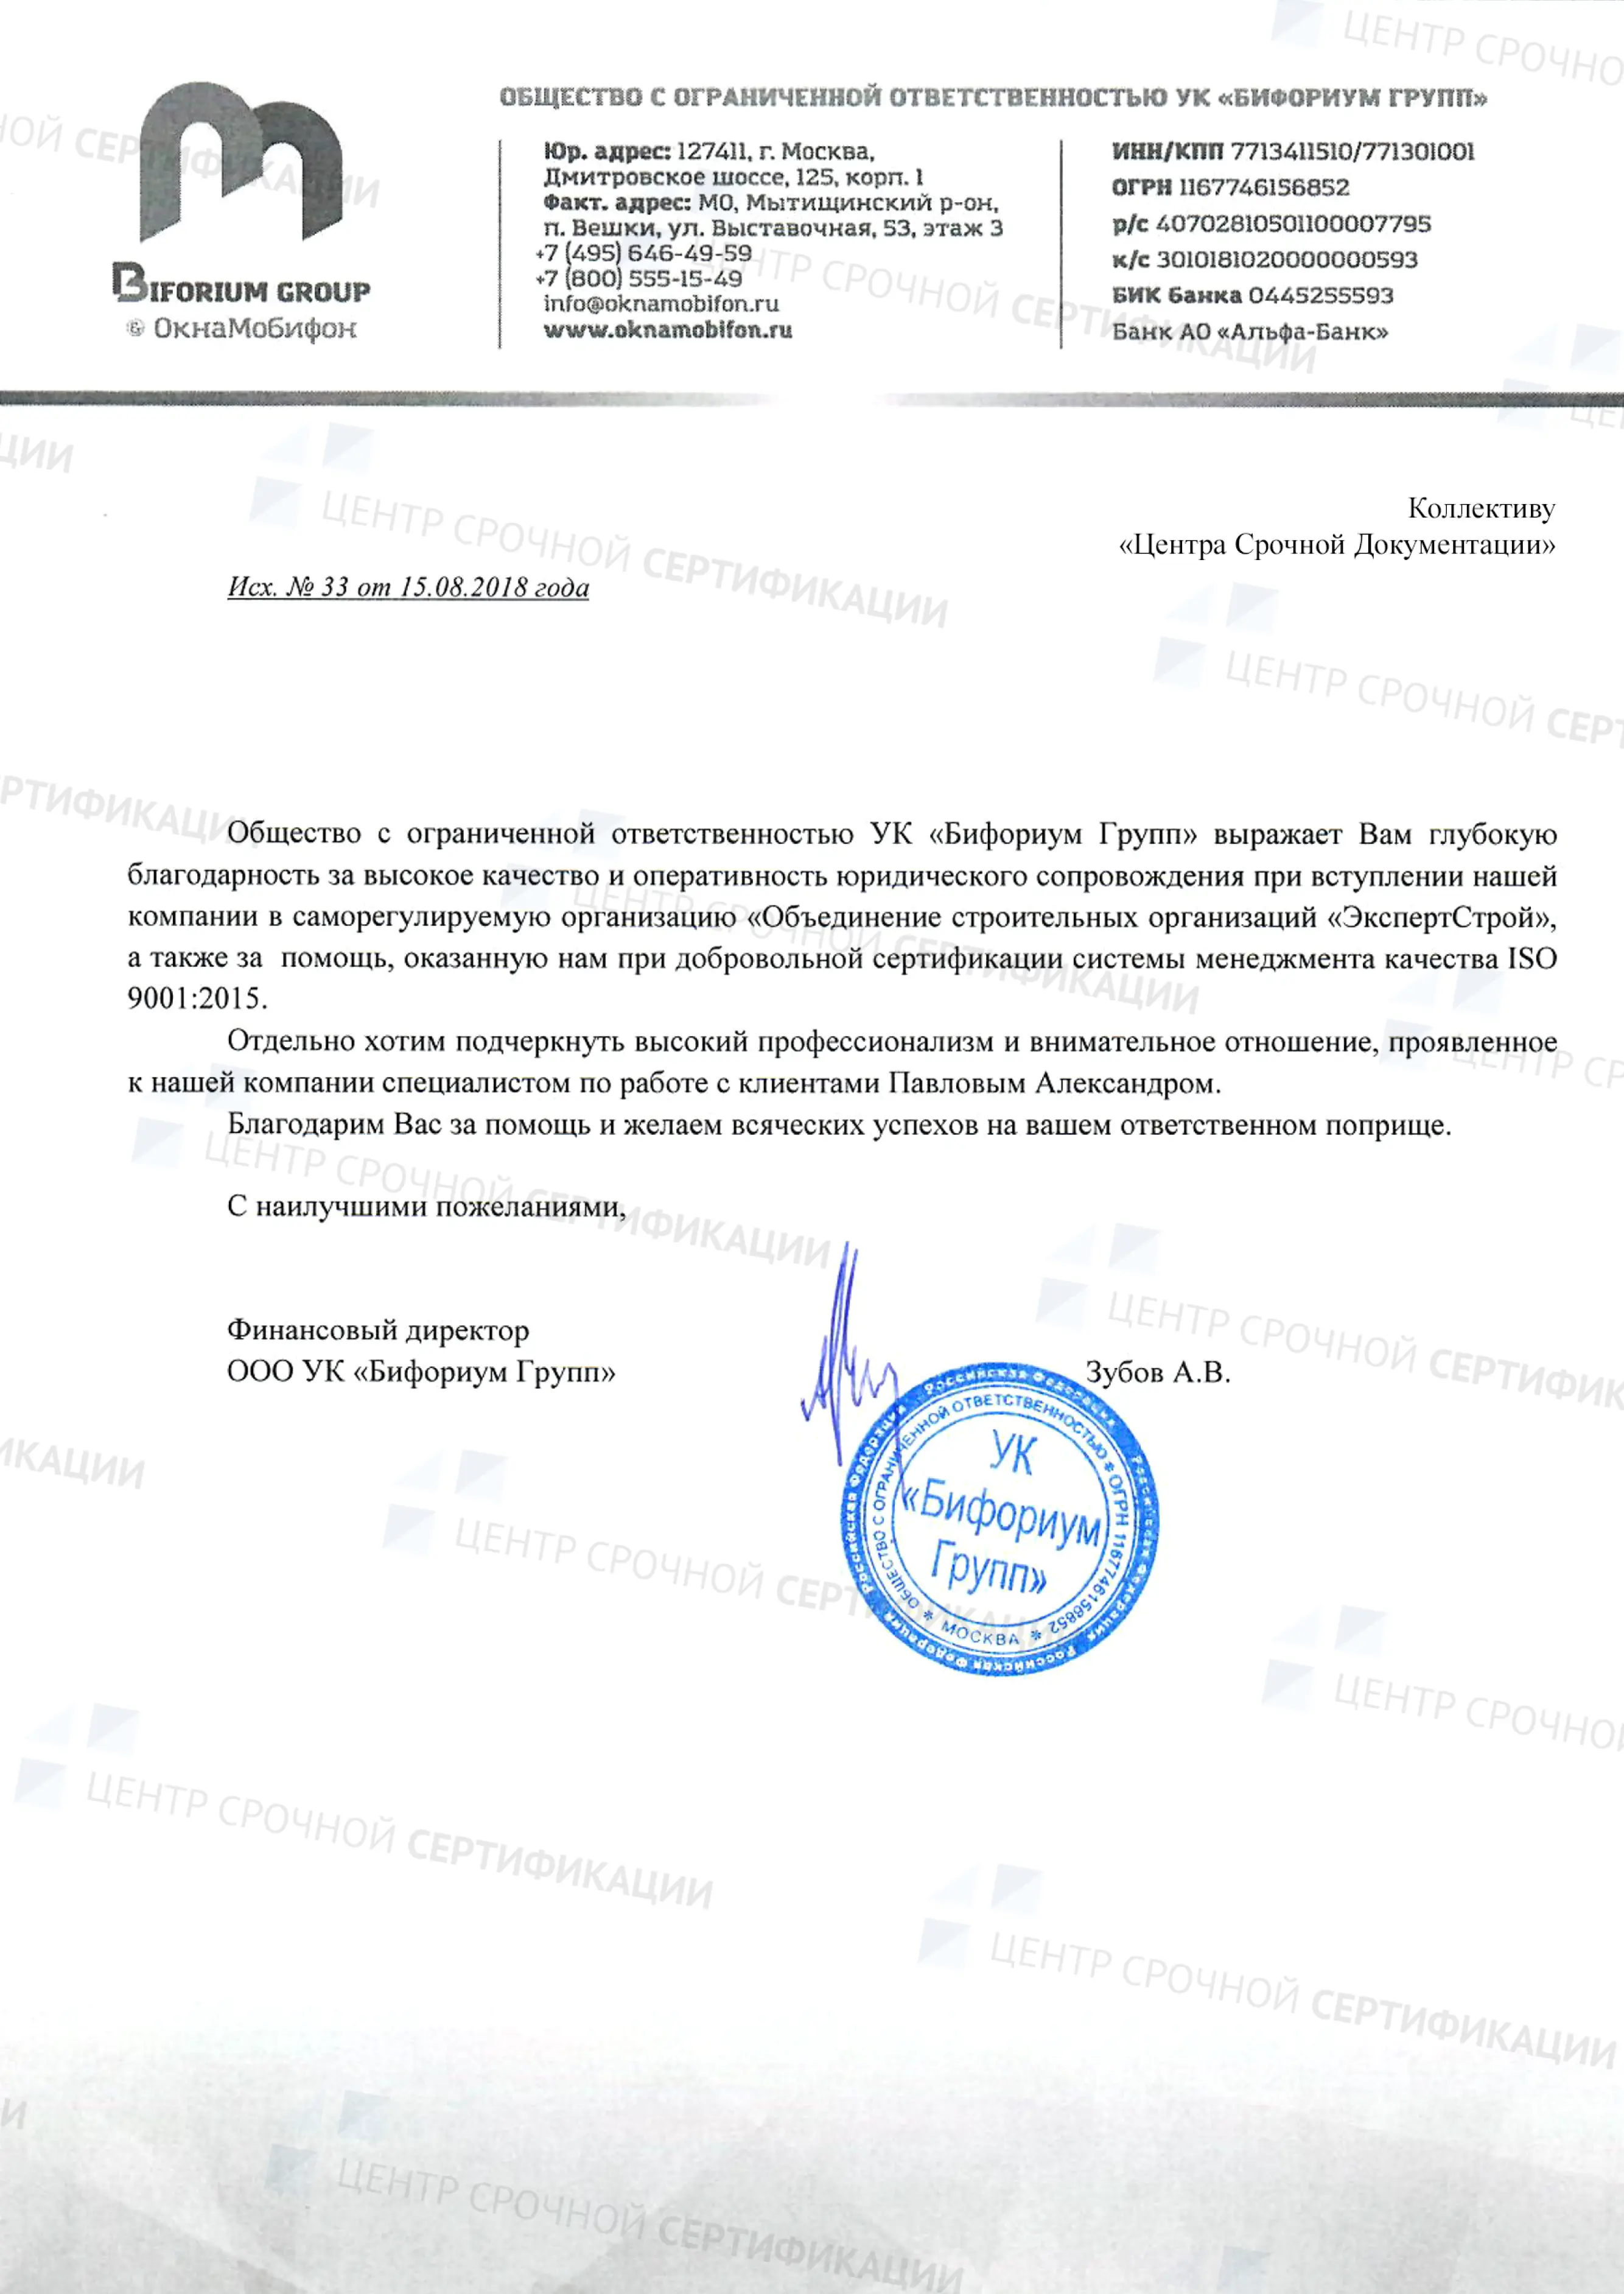 ОБЩЕСТВО С ОГРАНИЧЕННОЙ ОТВЕТСТВЕННОСТЬЮ УК «БИФОРИУМ ГРУПП»
BIFORIUM GROUP
& ОкнаМобифон
Юр. адрес: 127411, г. Москва,
Дмитровское шоссе, 125, корп. 1
Факт. адрес: МО, Мытищинский р-он,
п. Вешки, ул. Выставочная, 53, этаж 3
+7 (495) 646-49-59
+7 (800) 555-15-49
info@oknamobifon.ru
www.oknamobifon.ru
ИНН/КПП 7713411510/771301001
ОГРН 1167746156852
р/с 40702810501100007795
к/с 3010181020000000593
БИК банка 0445255593
Банк АО «Альфа-Банк»
Коллективу
«Центра Срочной Документации»
Исх. № 33 от 15.08.2018 года
Общество с ограниченной ответственностью УК «Бифориум Групп» выражает Вам глубокую
благодарность за высокое качество и оперативность юридического сопровождения при вступлении нашей
компании в саморегулируемую организацию «Объединение строительных организаций «ЭкспертСтрой»,
а также за помощь, оказанную нам при добровольной сертификации системы менеджмента качества ISO
9001:2015.
Отдельно хотим подчеркнуть высокий профессионализм и внимательное отношение, проявленное
к нашей компании специалистом по работе с клиентами Павловым Александром.
Благодарим Вас за помощь и желаем всяческих успехов на вашем ответственном поприще.
С наилучшими пожеланиями,
Финансовый директор
ООО УК «Бифориум Групп»
Зубов А.В.
Российская Федерация
ОБЩЕСТВО С ОГРАНИЧЕННОЙ ОТВЕТСТВЕННОСТЬЮ * ОГРН 1167746156852 * МОСКВА *
УК
«Бифориум
Групп»
ЦЕНТР СРОЧНОЙ СЕРТИФИКАЦИИ